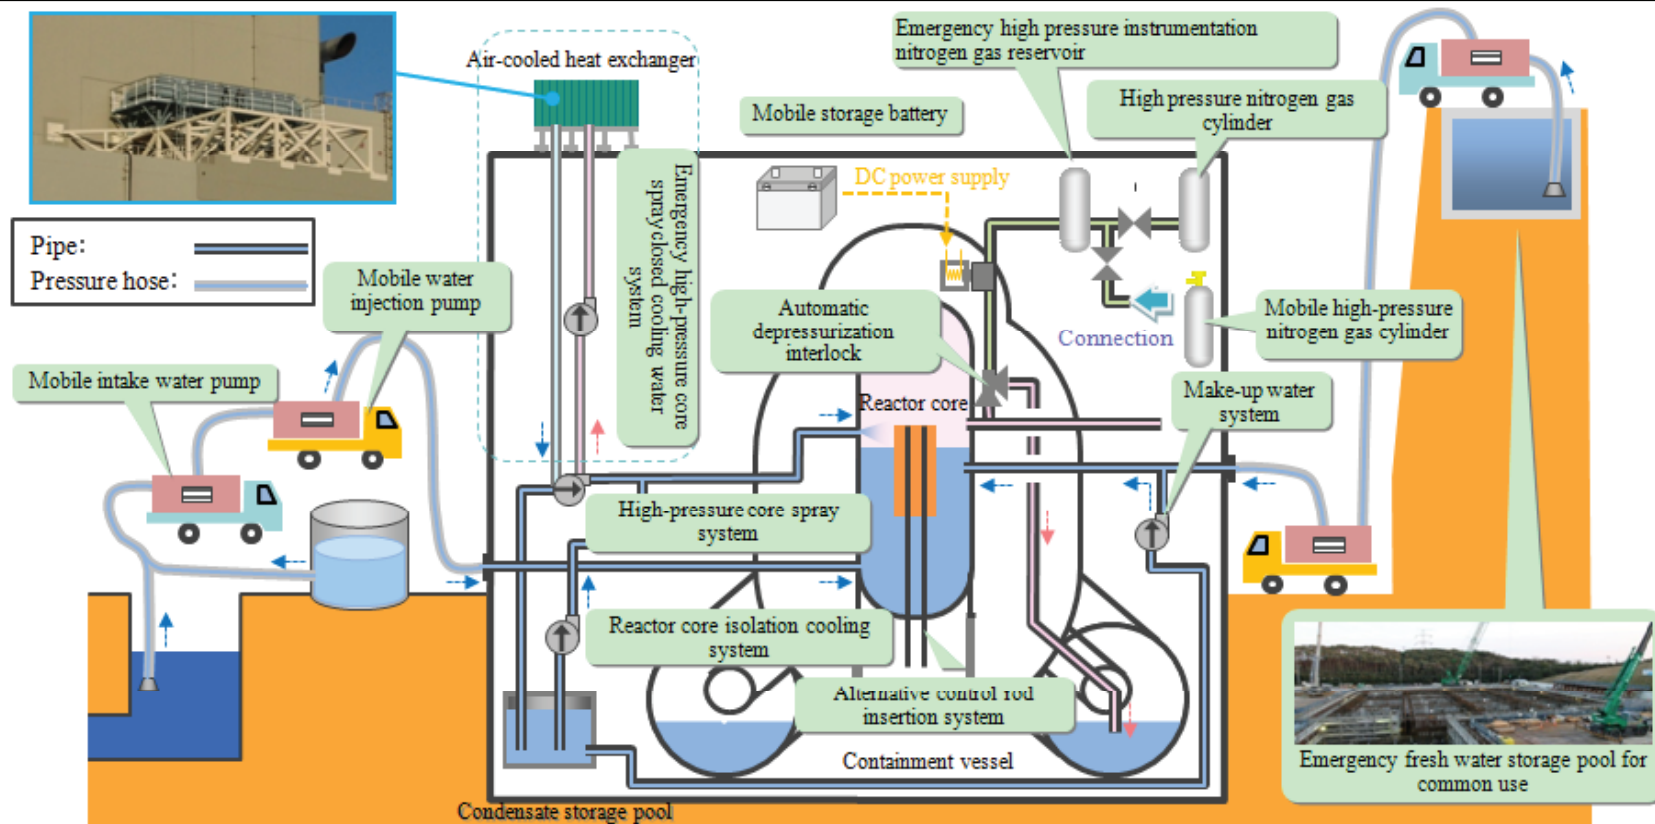 Air-cooled heat exchanger
Emergency high pressure instrumentation
nitrogen gas reservoir
High pressure nitrogen gas
cylinder
Mobile storage battery
DC power supply
Emergency high-pressure core
spray closed cooling water
system
Pipe:
Pressure hose:
Mobile water
injection pump
Mobile intake water pump
Automatic
depressurization
interlock
Connection
Mobile high-pressure
nitrogen gas cylinder
Make-up water
system
Reactor core
High-pressure core spray
system
Reactor core isolation cooling
system
Alternative control rod
insertion system
Containment vessel
Condensate storage pool
Emergency fresh water storage pool for
common use